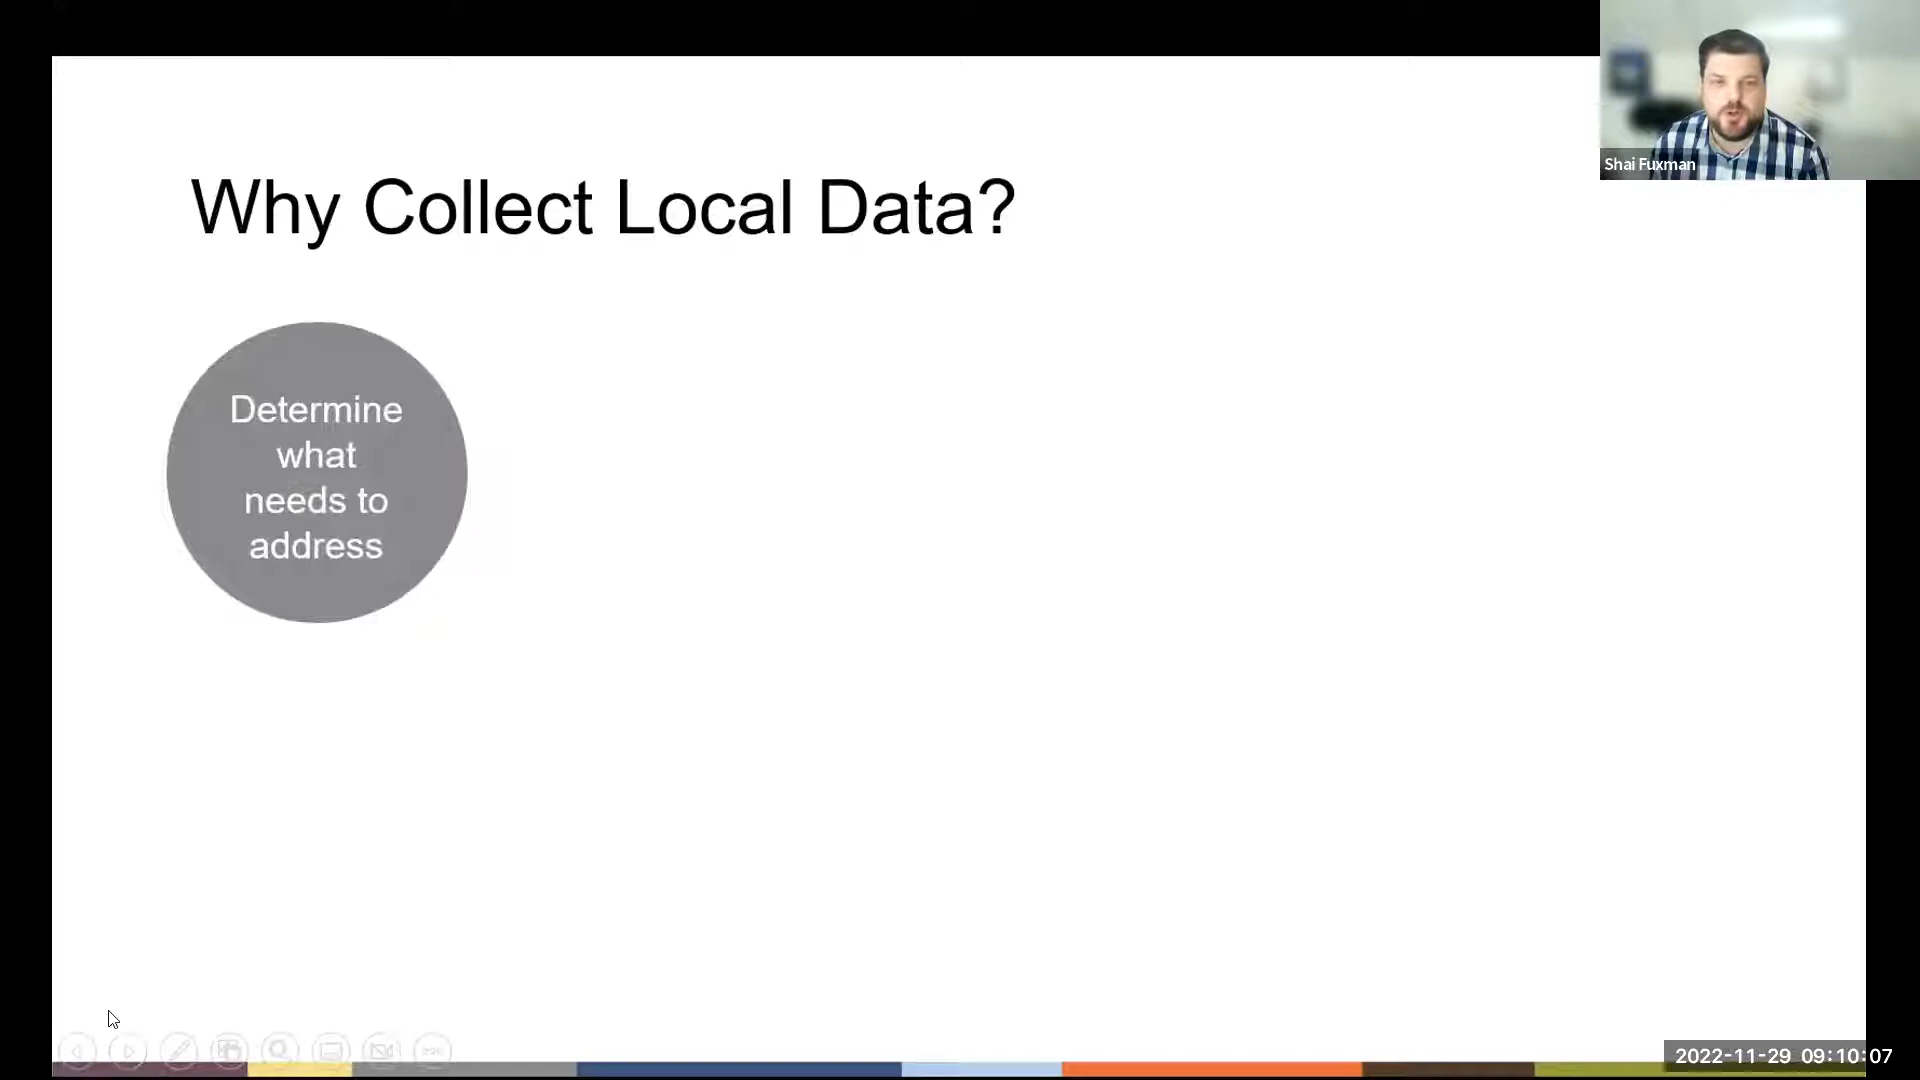 Shai Fuxman
Why Collect Local Data?
Determine
what
needs to
address
2022-11-29 09:10:07